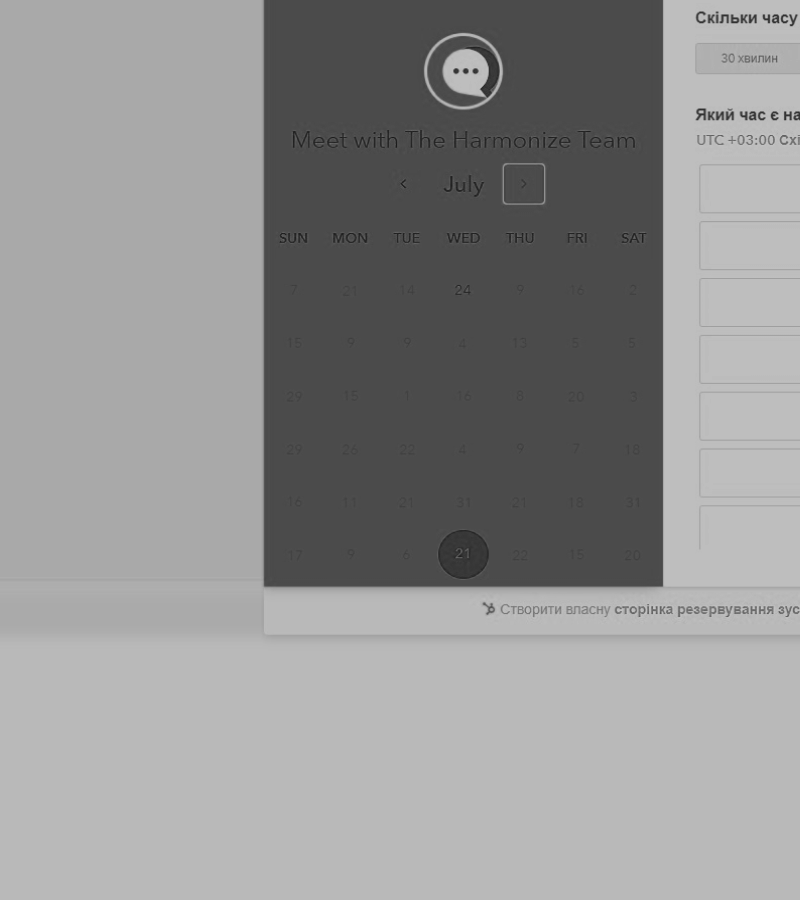 Meet with The Harmonize Team
July
SUN MON TUE WED THU FRI SAT
7 21 14 24 9 16 2
15 9 9 4 13 5 5
29 15 1 16 8 20 3
29 26 22 4 9 7 18
16 11 21 31 21 18 31
17 9 6 21 22 15 20
Скільки часу
30 хвилин
Який час є на
UTC +03:00 Схі
Створити власну сторінка резервування зус